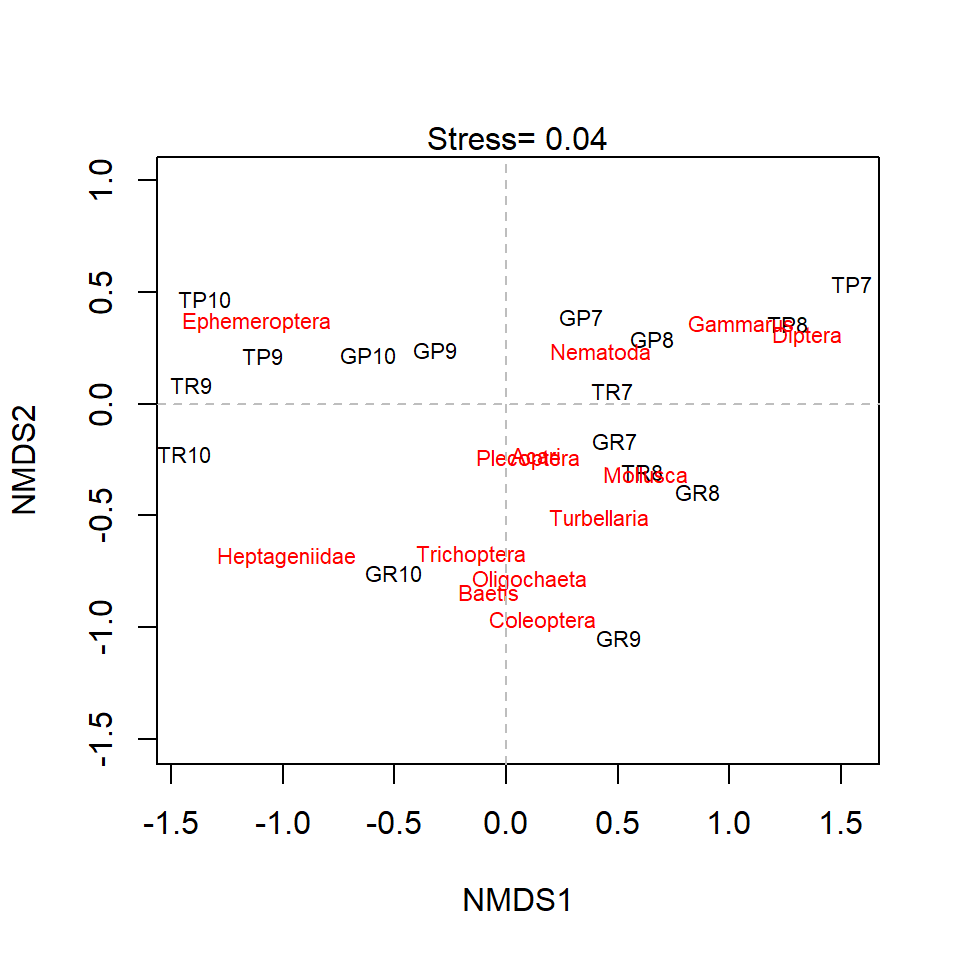 Stress= 0.04
1.0
0.5
0.0
-0.5
-1.0
-1.5
NMDS2
TP7
TP10
Ephemeroptera
GP7
Gammarus
TP8
Diptera
GP8
Nematoda
TP9
GP10
GP9
TR9
TR7
GR7
TR10
Plecoptera
Acari
TR8
Mollusca
GR8
Turbellaria
Heptageniidae
Trichoptera
GR10
Oligochaeta
Baetis
Coleoptera
GR9
-1.5 -1.0 -0.5 0.0 0.5 1.0 1.5
NMDS1